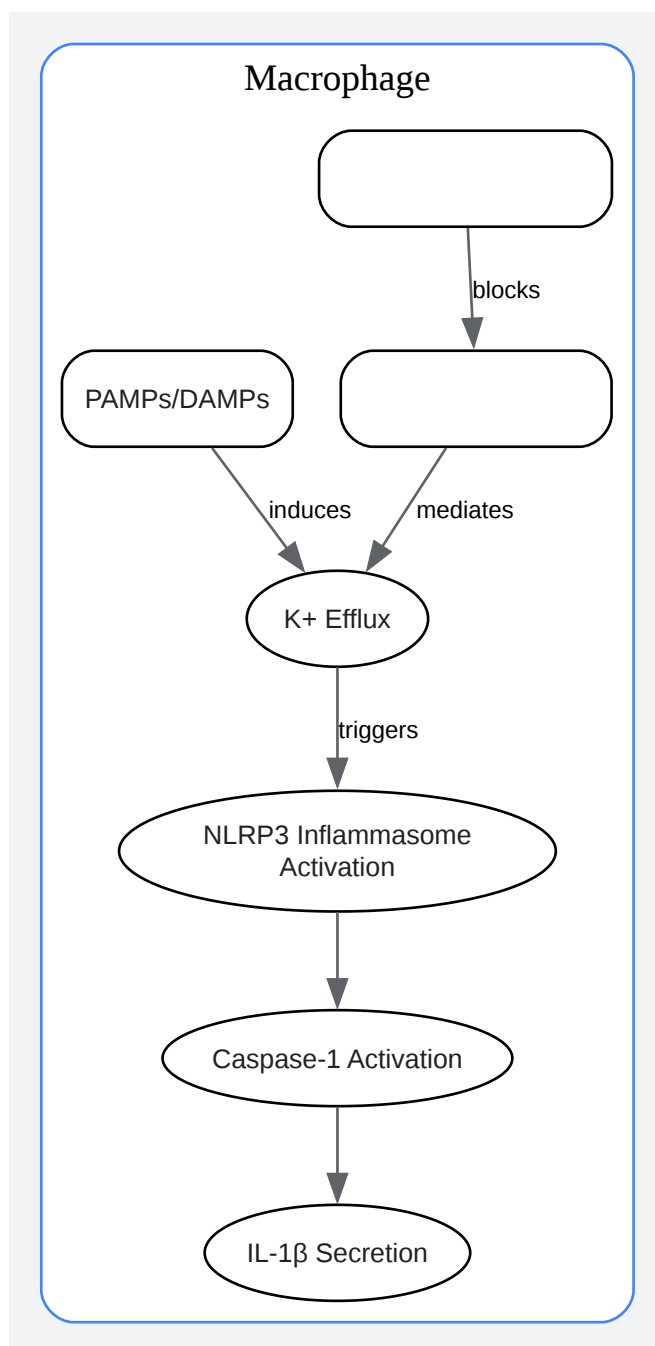 Macrophage
blocks
PAMPs/DAMPs
induces
mediates
K+ Efflux
triggers
NLRP3 Inflammasome
Activation
Caspase-1 Activation
IL-1β Secretion